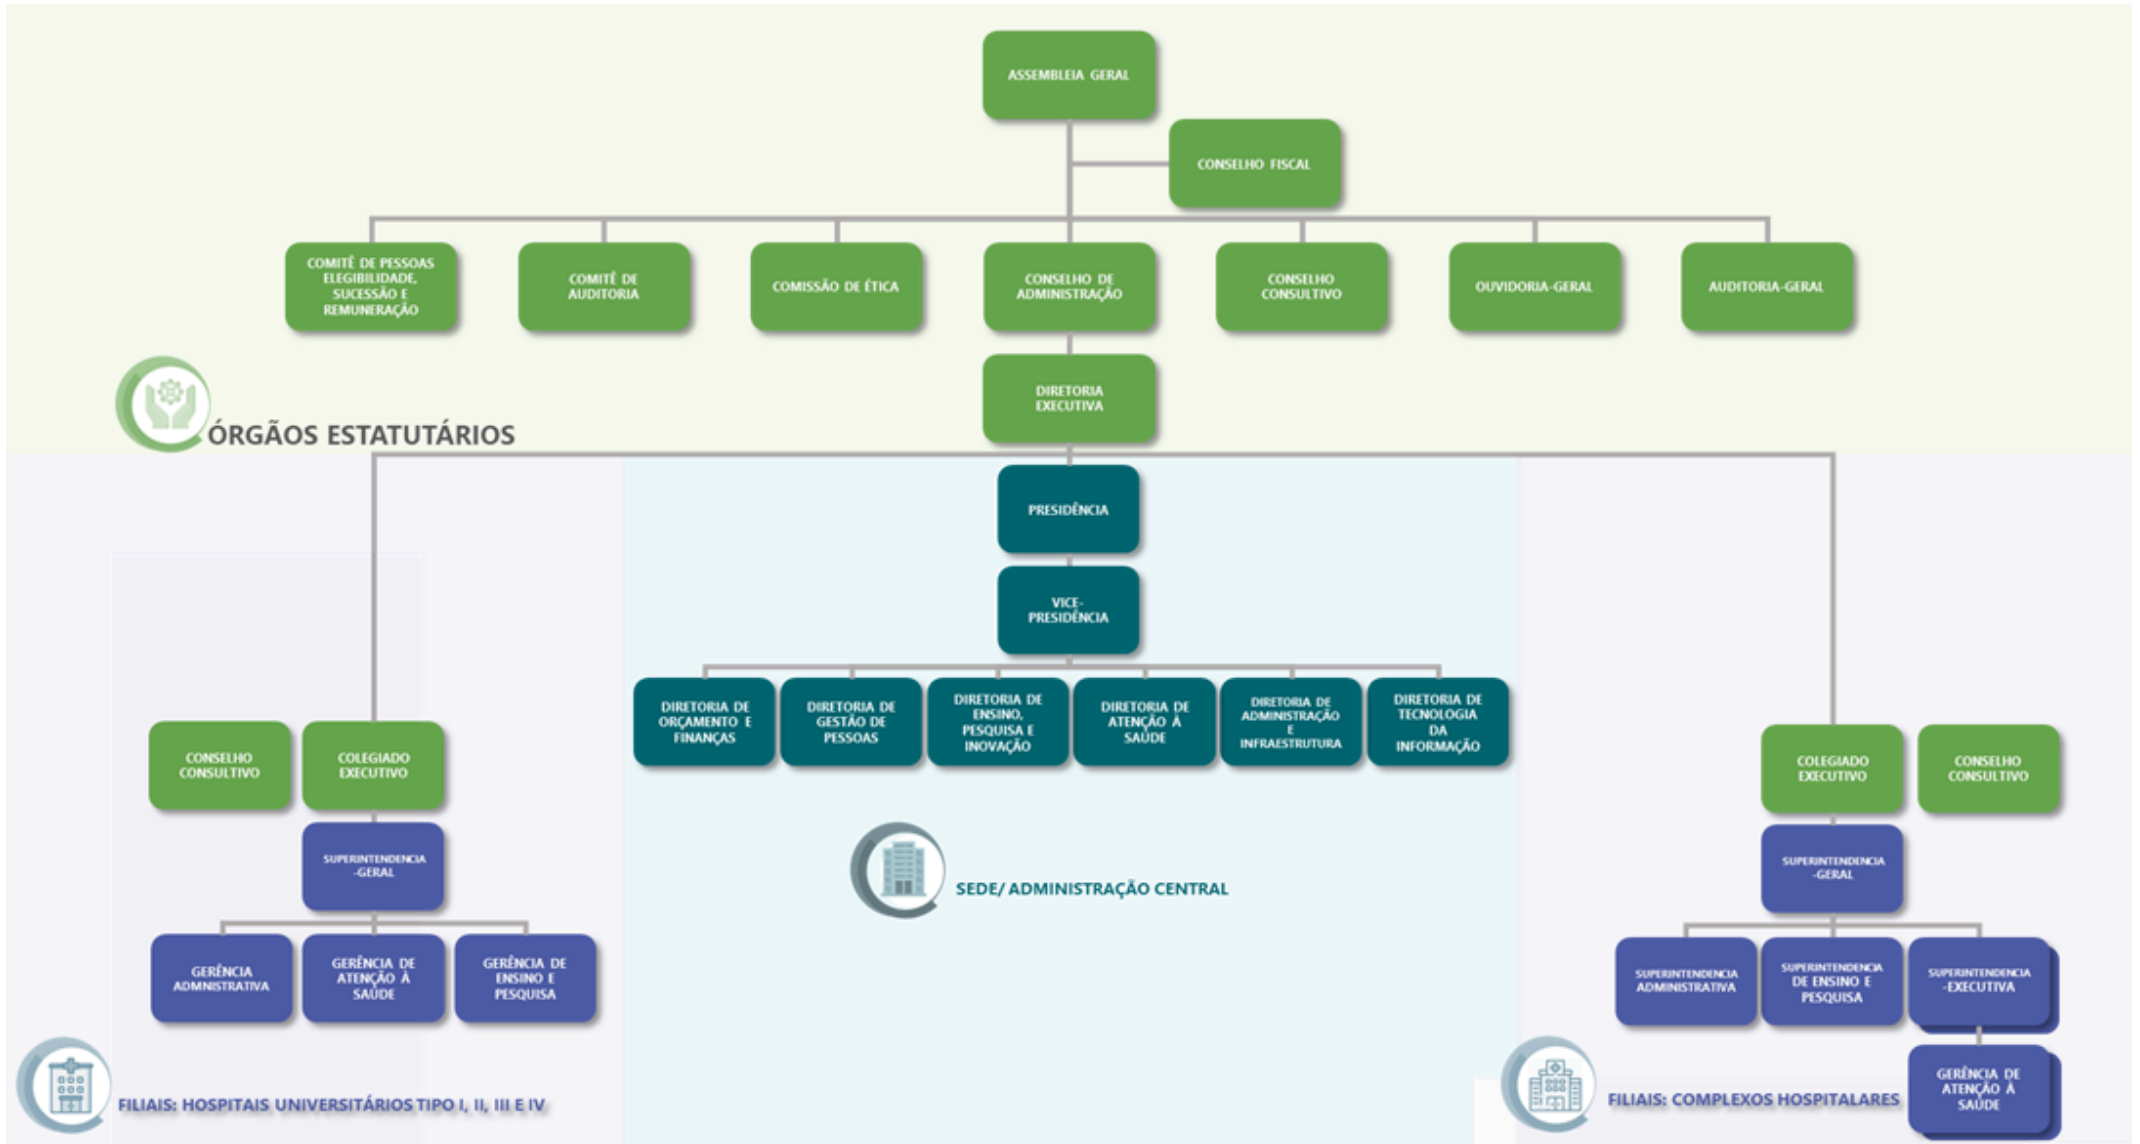 ASSEMBLEIA GERAL
CONSELHO FISCAL
COMITÊ DE PESSOAS
ELEGIBILIDADE,
SUCESSÃO E
REMUNERAÇÃO
COMITÊ DE
AUDITORIA
COMISSÃO DE ÉTICA
CONSELHO DE
ADMINISTRAÇÃO
CONSELHO
CONSULTIVO
OUVIDORIA-GERAL
AUDITORIA-GERAL
DIRETORIA
EXECUTIVA
ÓRGÃOS ESTATUTÁRIOS
PRESIDÊNCIA
VICE-
PRESIDÊNCIA
DIRETORIA DE
ORÇAMENTO E
FINANÇAS
DIRETORIA DE
GESTÃO DE
PESSOAS
DIRETORIA DE
ENSINO,
PESQUISA E
INOVAÇÃO
DIRETORIA DE
ATENÇÃO À
SAÚDE
DIRETORIA DE
ADMINISTRAÇÃO
E
INFRAESTRUTURA
DIRETORIA DE
TECNOLOGIA
DA
INFORMAÇÃO
SEDE/ ADMINISTRAÇÃO CENTRAL
CONSELHO
CONSULTIVO
COLEGIADO
EXECUTIVO
SUPERINTENDENCIA
-GERAL
GERÊNCIA
ADMNISTRATIVA
GERÊNCIA DE
ATENÇÃO À
SAÚDE
GERÊNCIA DE
ENSINO E
PESQUISA
FILIAIS: HOSPITAIS UNIVERSITÁRIOS TIPO I, II, III E IV
COLEGIADO
EXECUTIVO
CONSELHO
CONSULTIVO
SUPERINTENDENCIA
-GERAL
SUPERINTENDENCIA
ADMINISTRATIVA
SUPERINTENDENCIA
DE ENSINO E
PESQUISA
SUPERINTENDENCIA
-EXECUTIVA
GERÊNCIA DE
ATENÇÃO À
SAÚDE
FILIAIS: COMPLEXOS HOSPITALARES